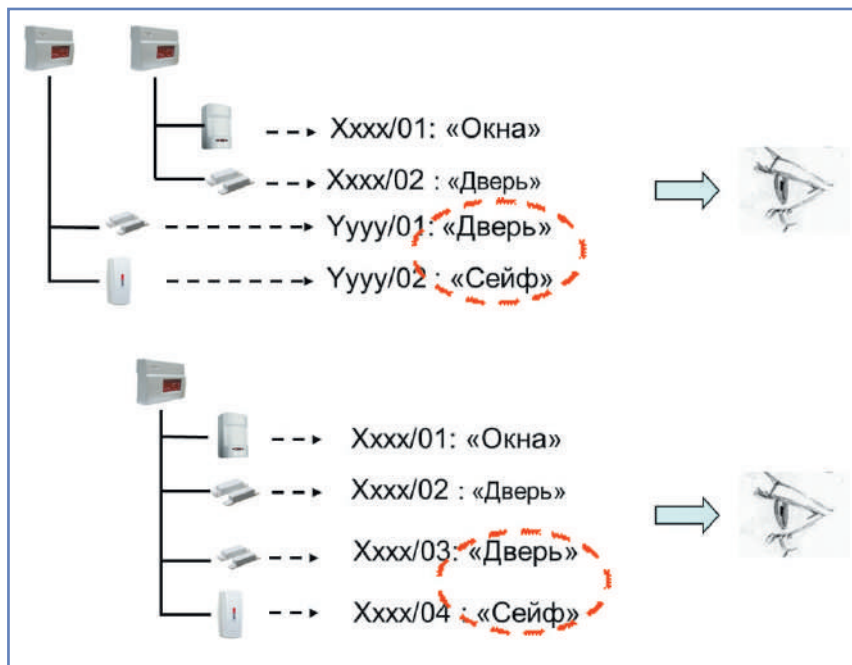 Xxxx/01: «Окна»
Xxxx/02 : «Дверь»
Yyyy/01: «Дверь»
Yyyy/02 : «Сейф»
Xxxx/01: «Окна»
Xxxx/02 : «Дверь»
Xxxx/03: «Дверь»
Xxxx/04 : «Сейф»